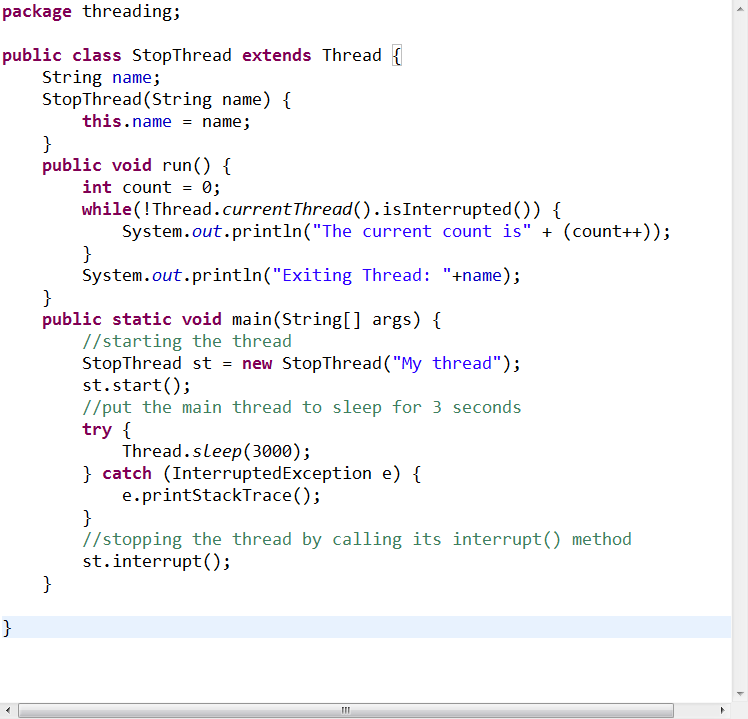 package threading;

public class StopThread extends Thread {
    String name;
    StopThread(String name) {
        this.name = name;
    }
    public void run() {
        int count = 0;
        while(!Thread.currentThread().isInterrupted()) {
            System.out.println("The current count is" + (count++));
        }
        System.out.println("Exiting Thread: "+name);
    }
    public static void main(String[] args) {
        //starting the thread
        StopThread st = new StopThread("My thread");
        st.start();
        //put the main thread to sleep for 3 seconds
        try {
            Thread.sleep(3000);
        } catch (InterruptedException e) {
            e.printStackTrace();
        }
        //stopping the thread by calling its interrupt() method
        st.interrupt();
    }

}